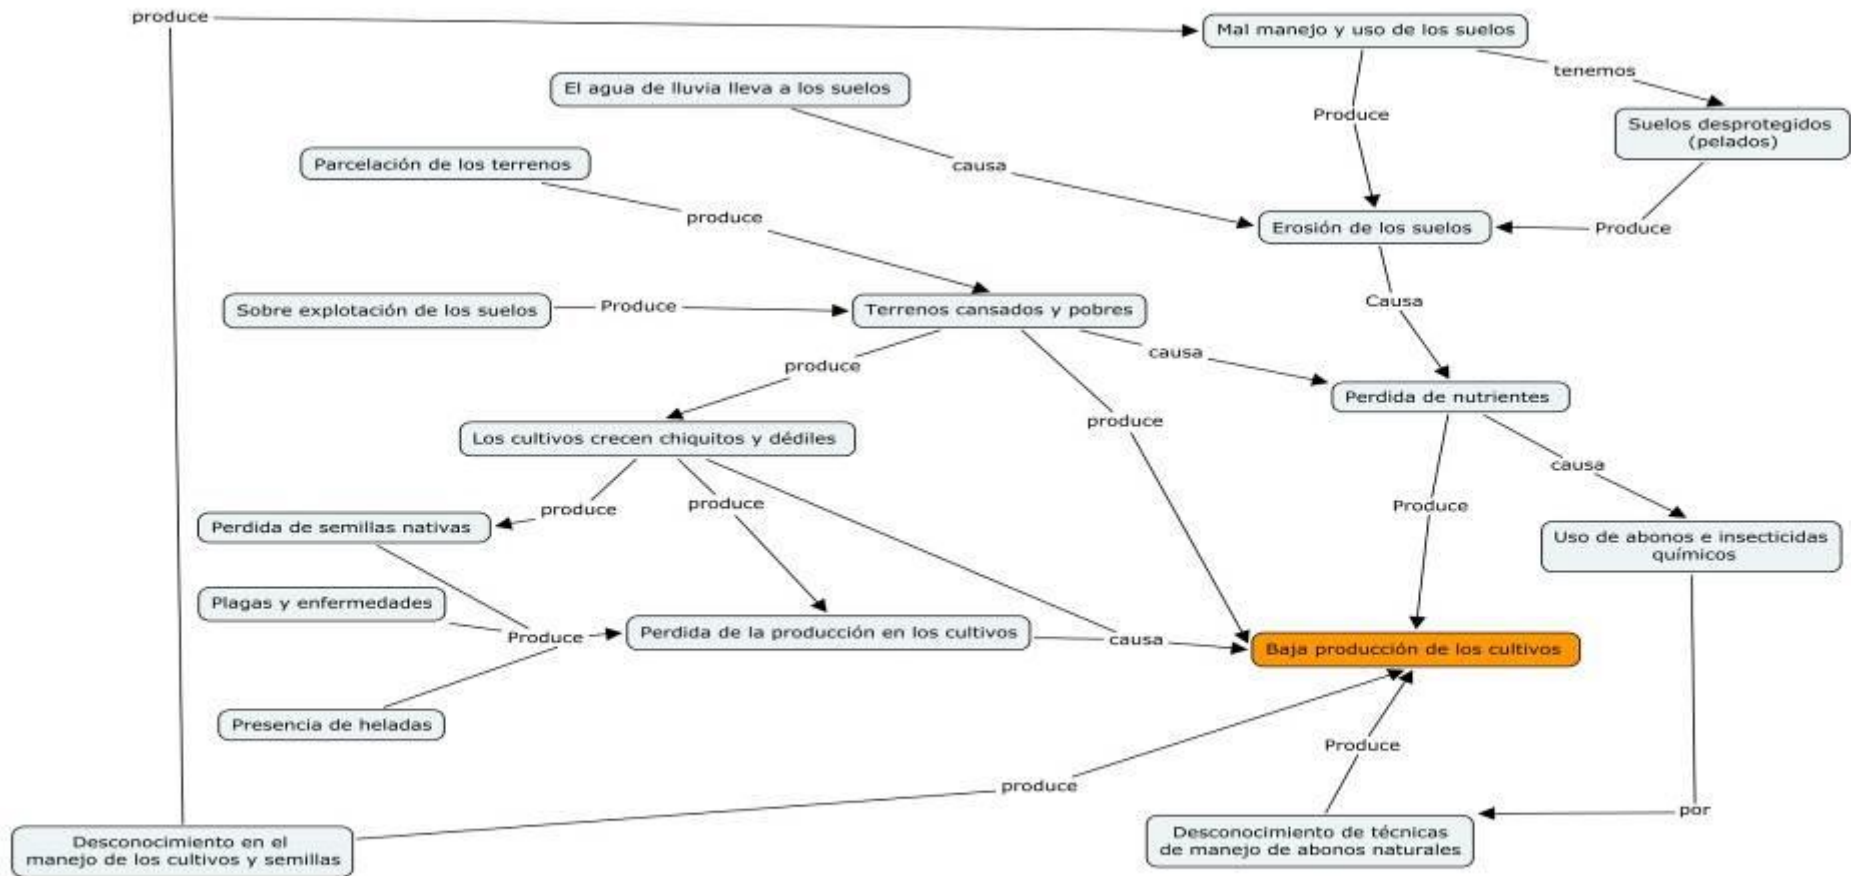 produce
Mal manejo y uso de los suelos
tenemos
El agua de lluvia lleva a los suelos
Produce
Suelos desprotegidos
(pelados)
Parcelación de los terrenos
causa
produce
Erosión de los suelos
Produce
Sobre explotación de los suelos
Produce
Terrenos cansados y pobres
Causa
produce
causa
Perdida de nutrientes
Los cultivos crecen chiquitos y dédiles
produce
causa
produce
produce
Produce
Perdida de semillas nativas
Uso de abonos e insecticidas
químicos
Plagas y enfermedades
Produce
Perdida de la producción en los cultivos
causa
Baja producción de los cultivos
Presencia de heladas
Produce
produce
por
Desconocimiento en el
manejo de los cultivos y semillas
Desconocimiento de técnicas
de manejo de abonos naturales